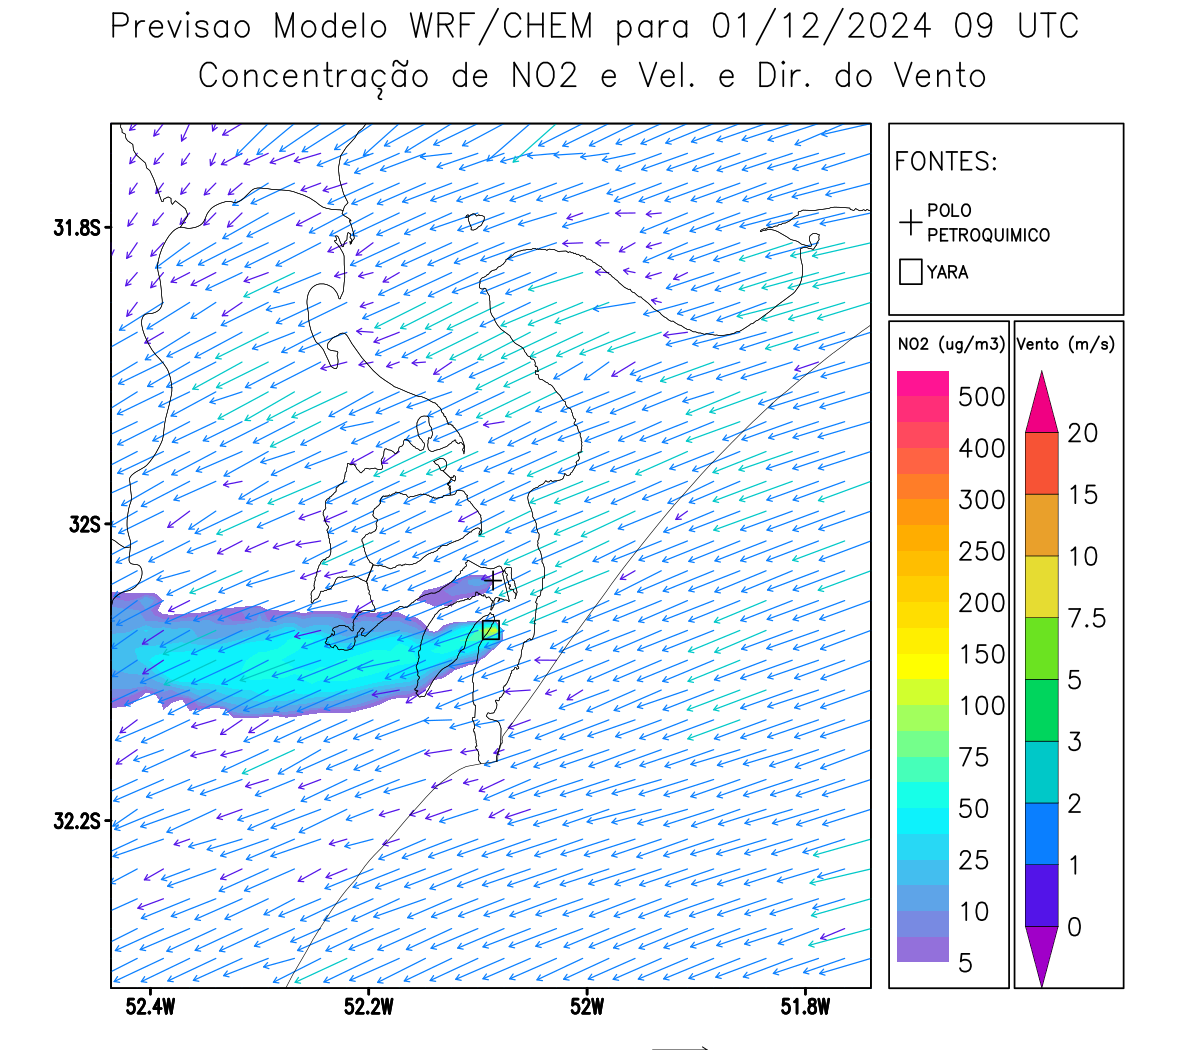 Previsao Modelo WRF/CHEM para 01/12/2024 09 UTC
Concentração de NO2 e Vel. e Dir. do Vento
FONTES:
POLO
PETROQUIMICO
YARA
31.8S
32S
32.2S
52.4W
52.2W
52W
51.8W
NO2 (ug/m3)
500
400
300
250
200
150
100
75
50
25
10
5
Vento (m/s)
20
15
10
7.5
5
3
2
1
0